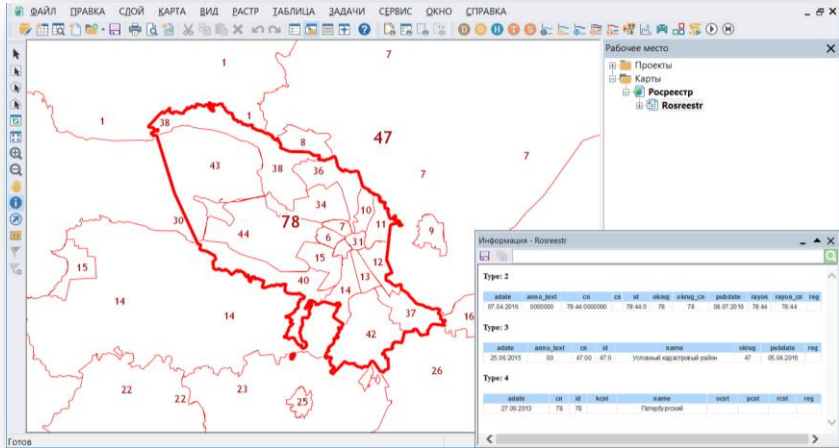 ФАЙЛ ПРАВКА СЛОЙ КАРТА ВИД РАСТР ТАБЛИЦА ЗАДАЧИ СЕРВИС ОКНО СПРАВКА
Рабочее место
Проекты
Карты
Росреестр
Rosreestr
7
1
1
1
38
8
47
7
43
38
36
7
34
10
30
78
11
9
44
7
6
31
15
12
15
13
40
14
14
14
37
16
42
26
22
22
23
25
Информация - Rosreestr
Type: 2
adate anno_text cn cs id okrug okrug_cn pubdate rayon rayon_cn reg
07.04.2016 0000000 78:44:0000000 78:44:0 78 78 08.07.2016 78:44 78:44
Type: 3
adate anno_text cn id name okrug pubdate reg
25.06.2015 00 47:00 47:0 Условный кадастровый район 47 05.04.2016
Type: 4
adate cn id kcnt name ocnt pcnt rcnt reg
27.09.2013 78 78 Петербургский
Готов